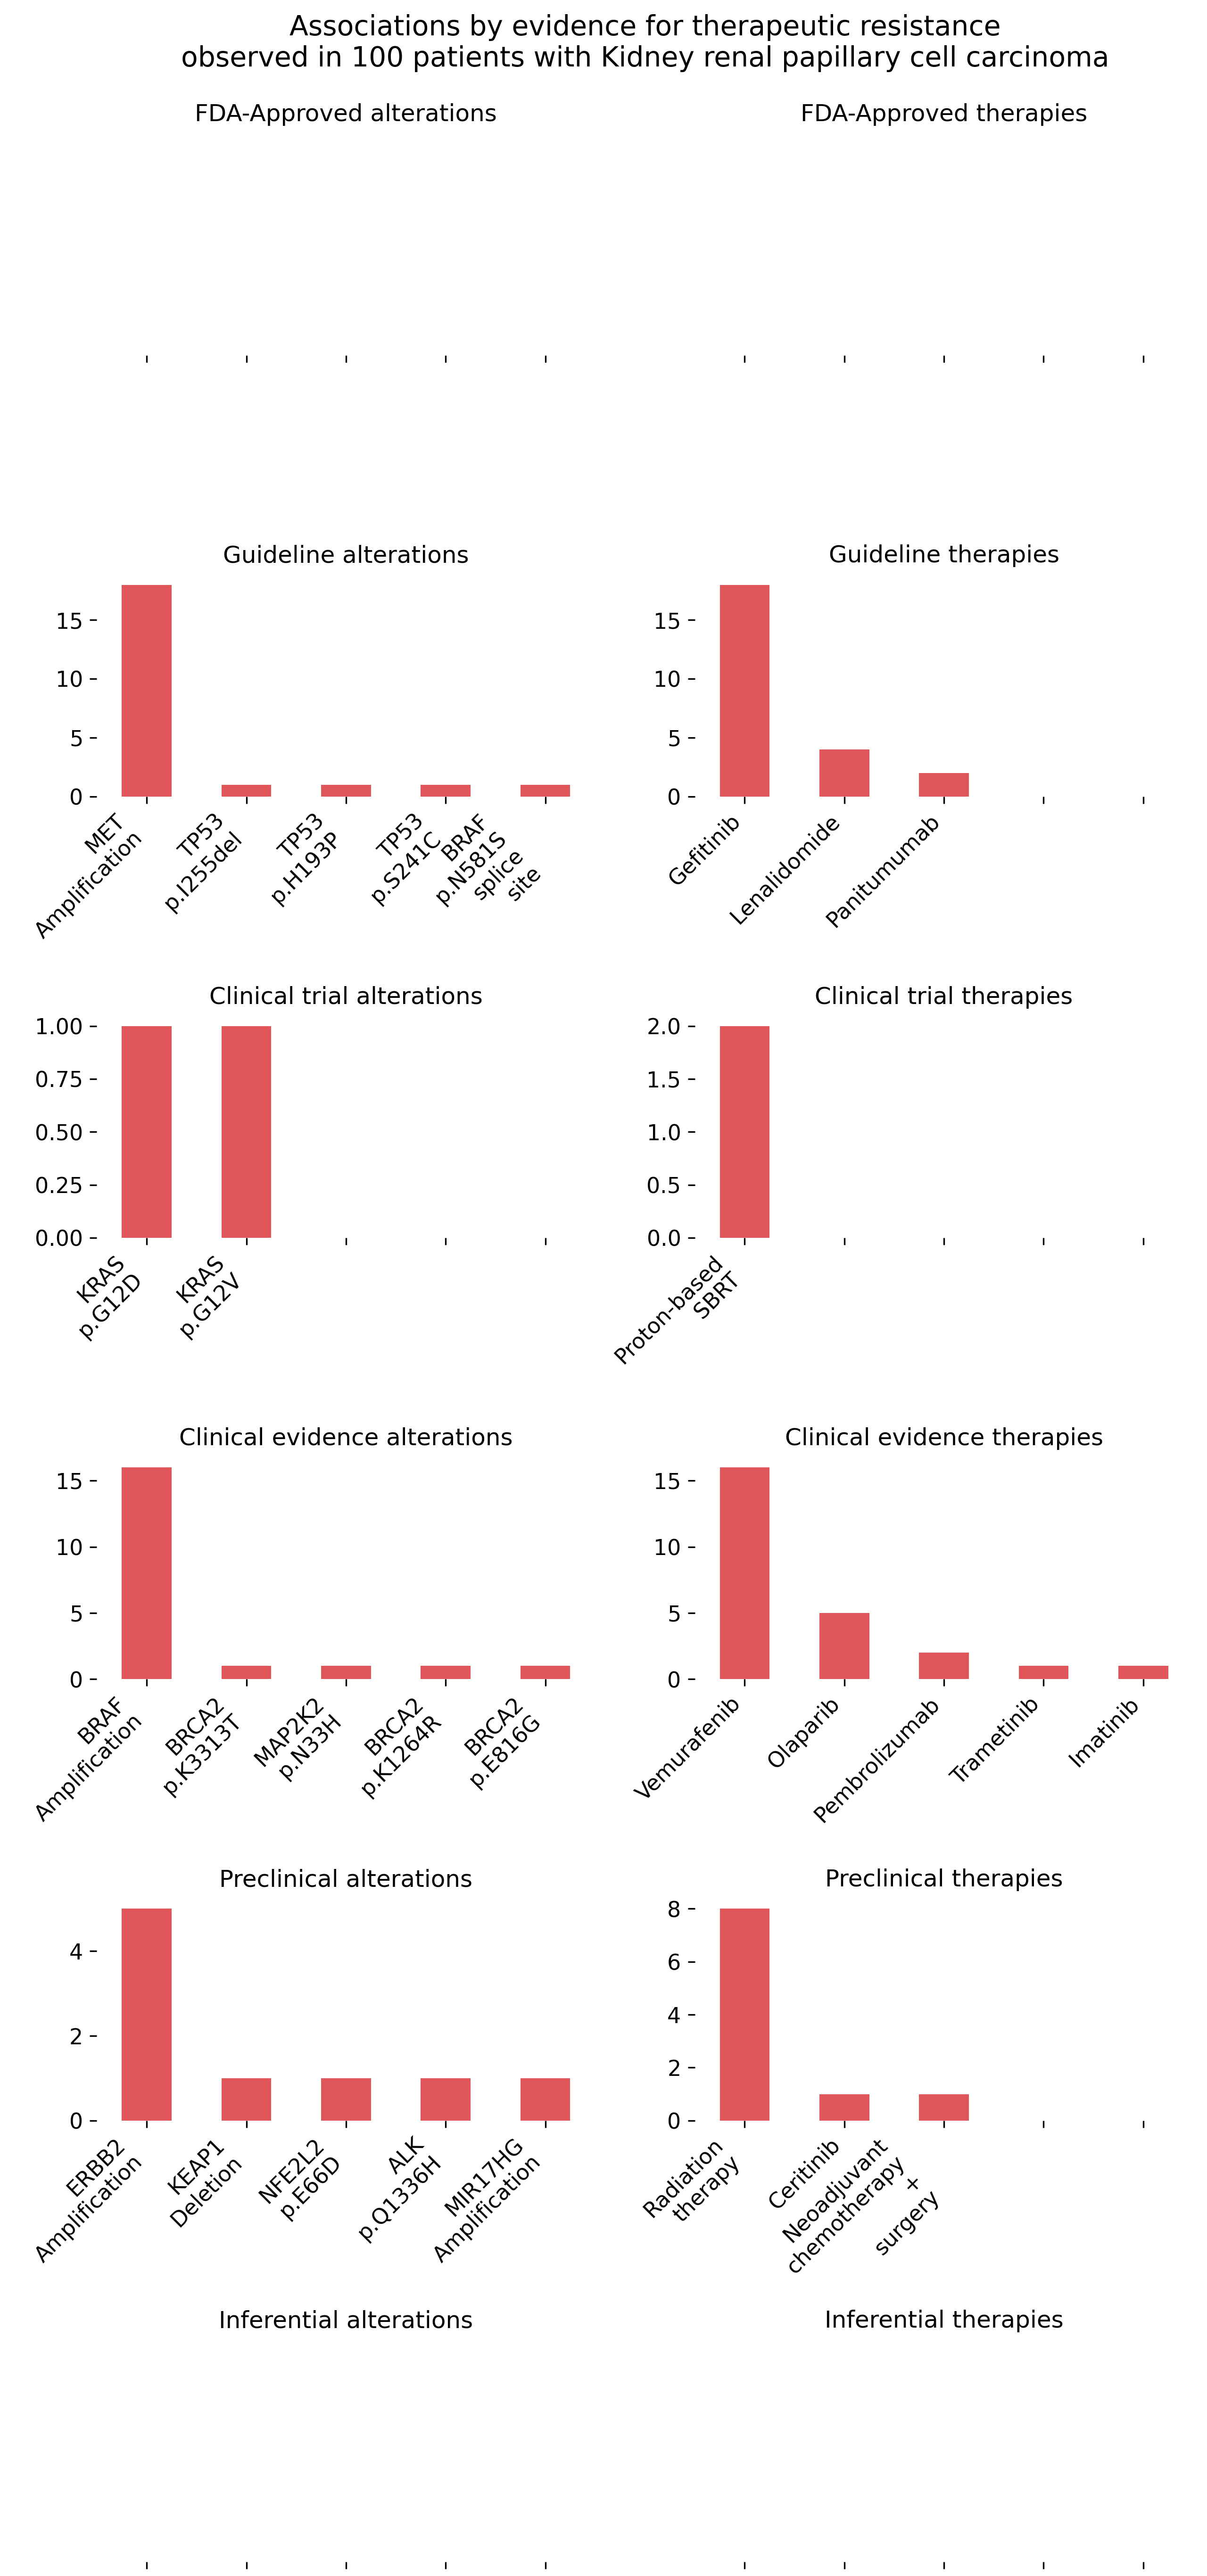 Associations by evidence for therapeutic resistance
observed in 100 patients with Kidney renal papillary cell carcinoma
FDA-Approved alterations
FDA-Approved therapies
Guideline alterations
15
10
5
0
MET
Amplification
TP53
p.I255del
TP53
p.H193P
TP53
p.S241C
BRAF
p.N581S
splice
site
Guideline therapies
15
10
5
0
Gefitinib
Lenalidomide
Panitumumab
Clinical trial alterations
1.00
0.75
0.50
0.25
0.00
KRAS
p.G12D
KRAS
p.G12V
Clinical trial therapies
2.0
1.5
1.0
0.5
0.0
Proton-based
SBRT
Clinical evidence alterations
15
10
5
0
BRAF
Amplification
BRCA2
p.K3313T
MAP2K2
p.N33H
BRCA2
p.K1264R
BRCA2
p.E816G
Clinical evidence therapies
15
10
5
0
Vemurafenib
Olaparib
Pembrolizumab
Trametinib
Imatinib
Preclinical alterations
4
2
0
ERBB2
Amplification
KEAP1
Deletion
NFE2L2
p.E66D
ALK
p.Q1336H
MIR17HG
Amplification
Preclinical therapies
8
6
4
2
0
Radiation
therapy
Ceritinib
Neoadjuvant
chemotherapy
+
surgery
Inferential alterations
Inferential therapies